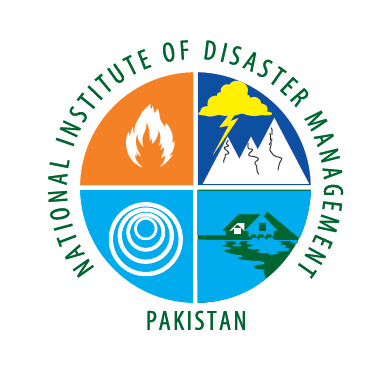 NATIONAL INSTITUTE OF DISASTER MANAGEMENT
PAKISTAN